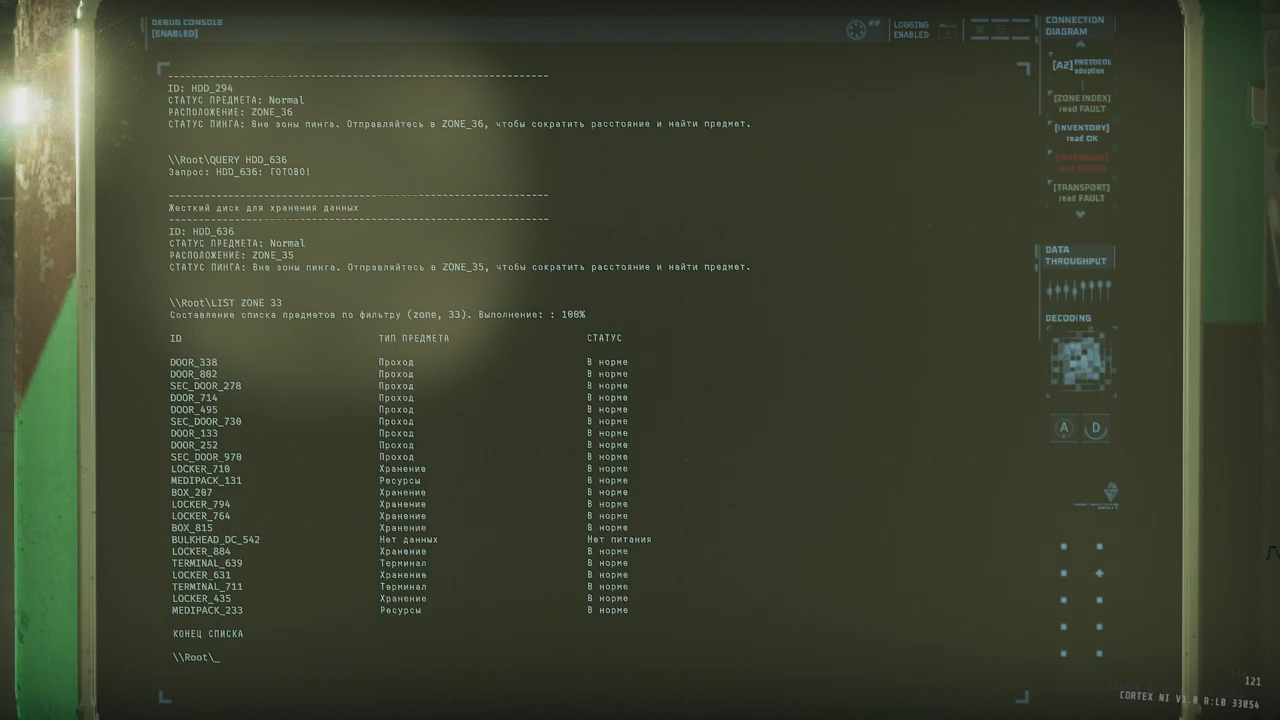 DEBUG CONSOLE
[ENABLED]
LOGGING
ENABLED
CONNECTION
DIAGRAM
------------------------------------------------------
ID: HDD_294
СТАТУС ПРЕДМЕТА: Normal
РАСПОЛОЖЕНИЕ: ZONE_36
СТАТУС ПИНГА: Вне зоны пинга. Отправляйтесь в ZONE_36, чтобы сократить расстояние и найти предмет.
\\Root\QUERY HDD_636
Запрос: HDD_636: ГОТОВО!
------------------------------------------------------
Жесткий диск для хранения данных
------------------------------------------------------
ID: HDD_636
СТАТУС ПРЕДМЕТА: Normal
РАСПОЛОЖЕНИЕ: ZONE_35
СТАТУС ПИНГА: Вне зоны пинга. Отправляйтесь в ZONE_35, чтобы сократить расстояние и найти предмет.
\\Root\LIST ZONE 33
Составление списка предметов по фильтру (zone, 33). Выполнение: : 100%
ID ТИП ПРЕДМЕТА СТАТУС
DOOR_338 Проход В норме
DOOR_802 Проход В норме
SEC_DOOR_278 Проход В норме
DOOR_714 Проход В норме
DOOR_495 Проход В норме
SEC_DOOR_730 Проход В норме
DOOR_133 Проход В норме
DOOR_252 Проход В норме
SEC_DOOR_970 Проход В норме
LOCKER_710 Хранение В норме
MEDIPACK_131 Ресурсы В норме
BOX_207 Хранение В норме
LOCKER_794 Хранение В норме
LOCKER_764 Хранение В норме
BOX_815 Хранение В норме
BULKHEAD_DC_542 Нет данных Нет питания
LOCKER_884 Хранение В норме
TERMINAL_639 Терминал В норме
LOCKER_631 Хранение В норме
TERMINAL_711 Терминал В норме
LOCKER_435 Хранение В норме
MEDIPACK_233 Ресурсы В норме
КОНЕЦ СПИСКА
\\Root\_
[A2] PROTOCOL
adaption
[ZONE INDEX]
read FAULT
[INVENTORY]
read OK
read FAILED
[TRANSPORT]
read FAULT
DATA
THROUGHPUT
DECODING
A D
121
CORTEX NI V1.0 R:L0 33054